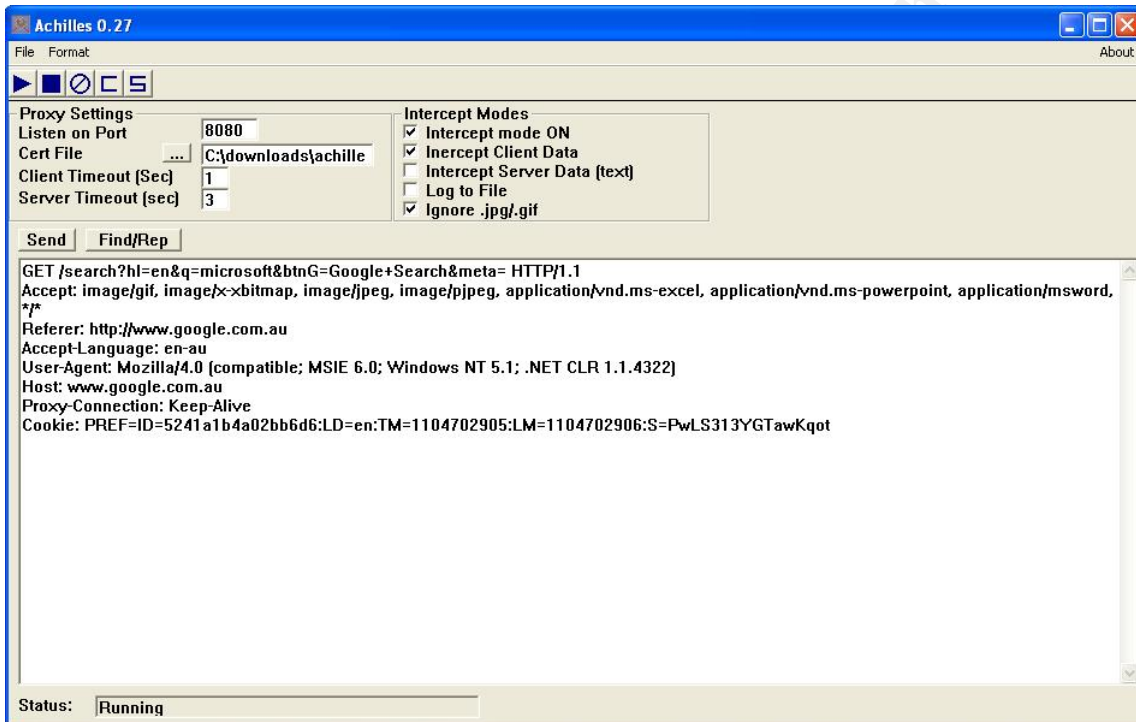 Achilles 0.27
File Format About
Proxy Settings
Listen on Port 8080
Cert File ... C:\downloads\achille
Client Timeout (Sec) 1
Server Timeout (sec) 3
Intercept Modes
Intercept mode ON
Inercept Client Data
Intercept Server Data (text)
Log to File
Ignore .jpg/.gif
Send Find/Rep
GET /search?hl=en&q=microsoft&btnG=Google+Search&meta= HTTP/1.1
Accept: image/gif, image/x-xbitmap, image/jpeg, image/pjpeg, application/vnd.ms-excel, application/vnd.ms-powerpoint, application/msword,
*/*
Referer: http://www.google.com.au
Accept-Language: en-au
User-Agent: Mozilla/4.0 (compatible; MSIE 6.0; Windows NT 5.1; .NET CLR 1.1.4322)
Host: www.google.com.au
Proxy-Connection: Keep-Alive
Cookie: PREF=ID=5241a1b4a02bb6d6:LD=en:TM=1104702905:LM=1104702906:S=PwLS313YGTawKqot
Status: Running